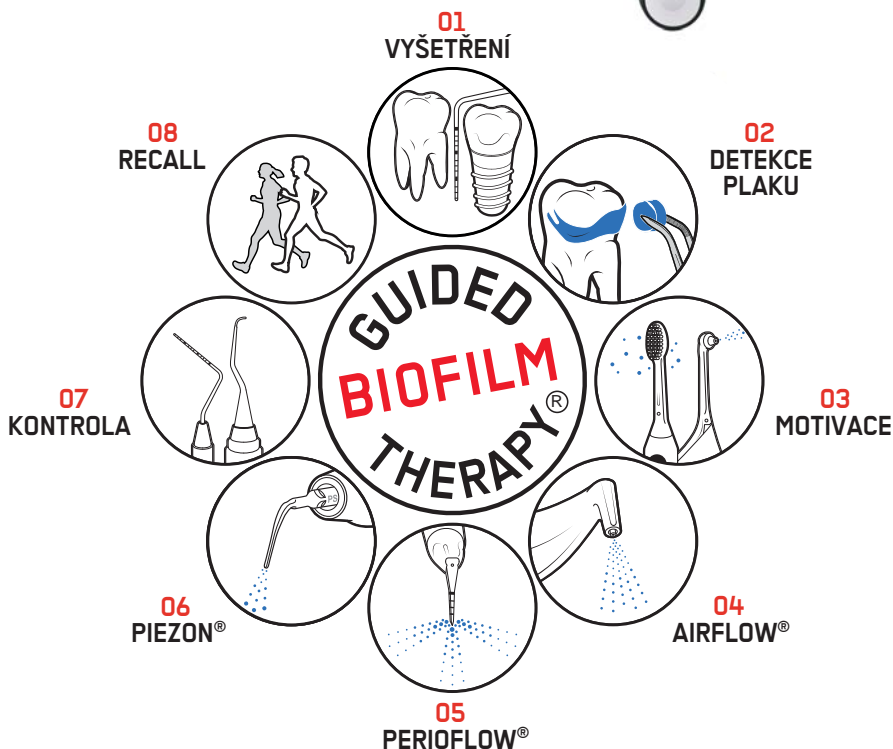 01
VYŠETŘENÍ
02
DETEKCE
PLAKU
03
MOTIVACE
04
AIRFLOW®
05
PERIOFLOW®
06
PIEZON®
07
KONTROLA
08
RECALL
GUIDED
BIOFILM
THERAPY®
PS